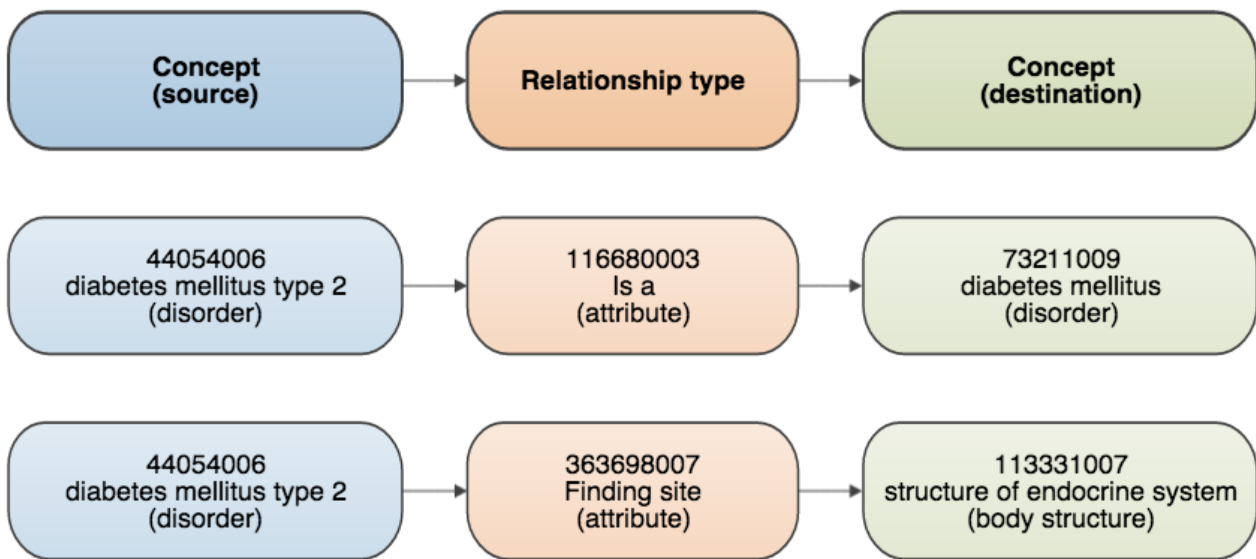 Concept
(source)
Relationship type
Concept
(destination)
44054006
diabetes mellitus type 2
(disorder)
116680003
Is a
(attribute)
73211009
diabetes mellitus
(disorder)
44054006
diabetes mellitus type 2
(disorder)
363698007
Finding site
(attribute)
113331007
structure of endocrine system
(body structure)